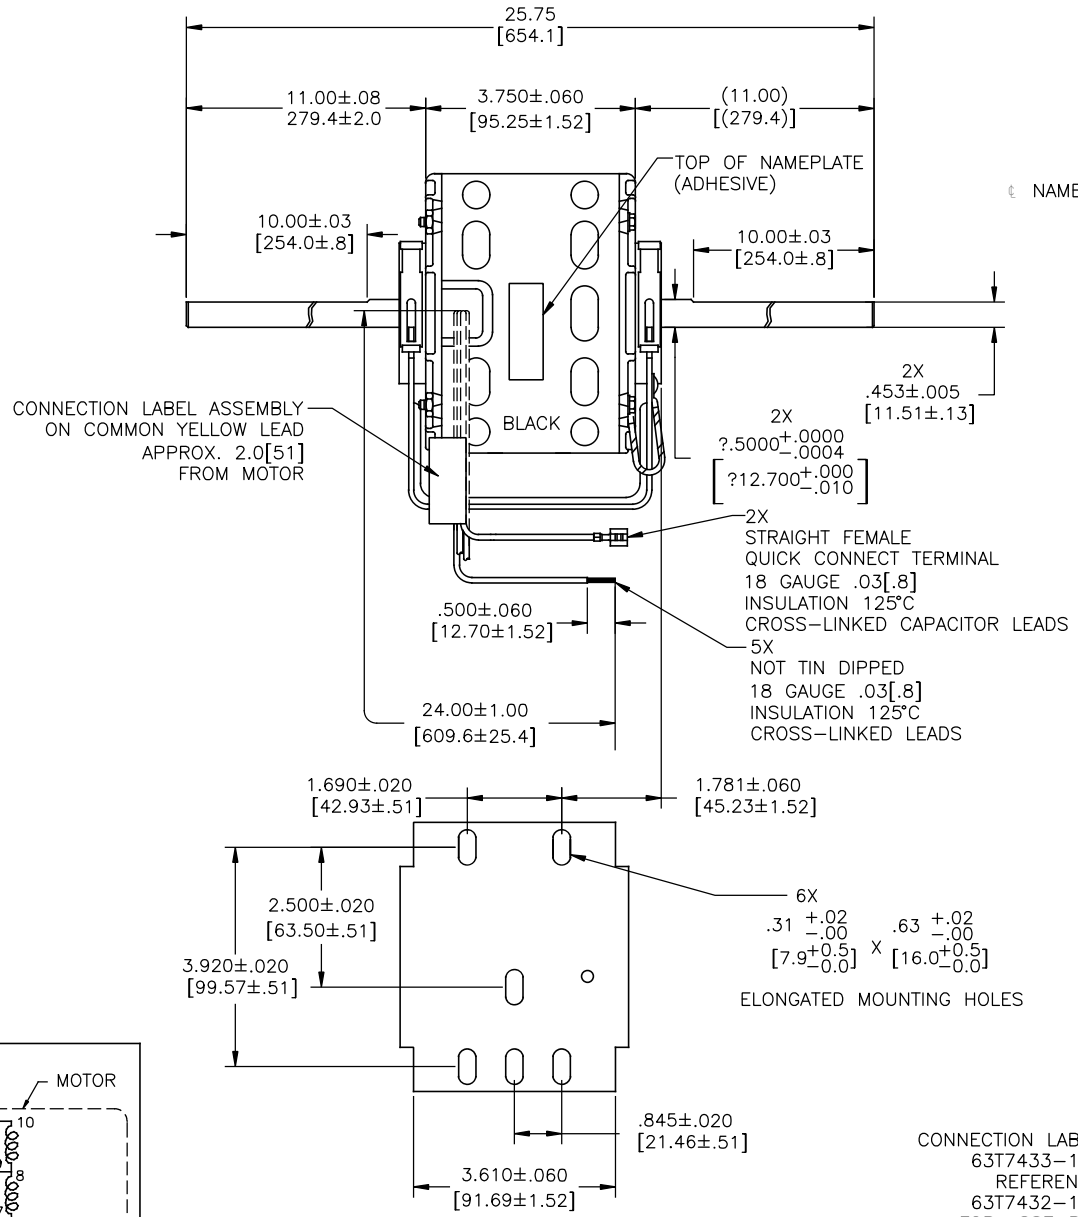 25.75
[654.1]
11.00±.08
279.4±2.0
3.750±.060
[95.25±1.52]
(11.00)
[(279.4)]
TOP OF NAMEPLATE
(ADHESIVE)
℄ NAME
10.00±.03
[254.0±.8]
10.00±.03
[254.0±.8]
2X
.453±.005
[11.51±.13]
CONNECTION LABEL ASSEMBLY
ON COMMON YELLOW LEAD
APPROX. 2.0[51]
FROM MOTOR
BLACK
2X
?.5000+.0000
-.0004
[?12.700+.000
-.010]
2X
STRAIGHT FEMALE
QUICK CONNECT TERMINAL
18 GAUGE .03[.8]
INSULATION 125°C
CROSS-LINKED CAPACITOR LEADS
.500±.060
[12.70±1.52]
5X
NOT TIN DIPPED
18 GAUGE .03[.8]
INSULATION 125°C
CROSS-LINKED LEADS
24.00±1.00
[609.6±25.4]
1.690±.020
[42.93±.51]
1.781±.060
[45.23±1.52]
2.500±.020
[63.50±.51]
3.920±.020
[99.57±.51]
6X
.31 +.02 -.00 X .63 +.02 -.00
[7.9+0.5 -0.0] [16.0+0.5 -0.0]
ELONGATED MOUNTING HOLES
MOTOR
10
8
.845±.020
[21.46±.51]
3.610±.060
[91.69±1.52]
CONNECTION LAB
63T7433-1
REFEREN
63T7432-1